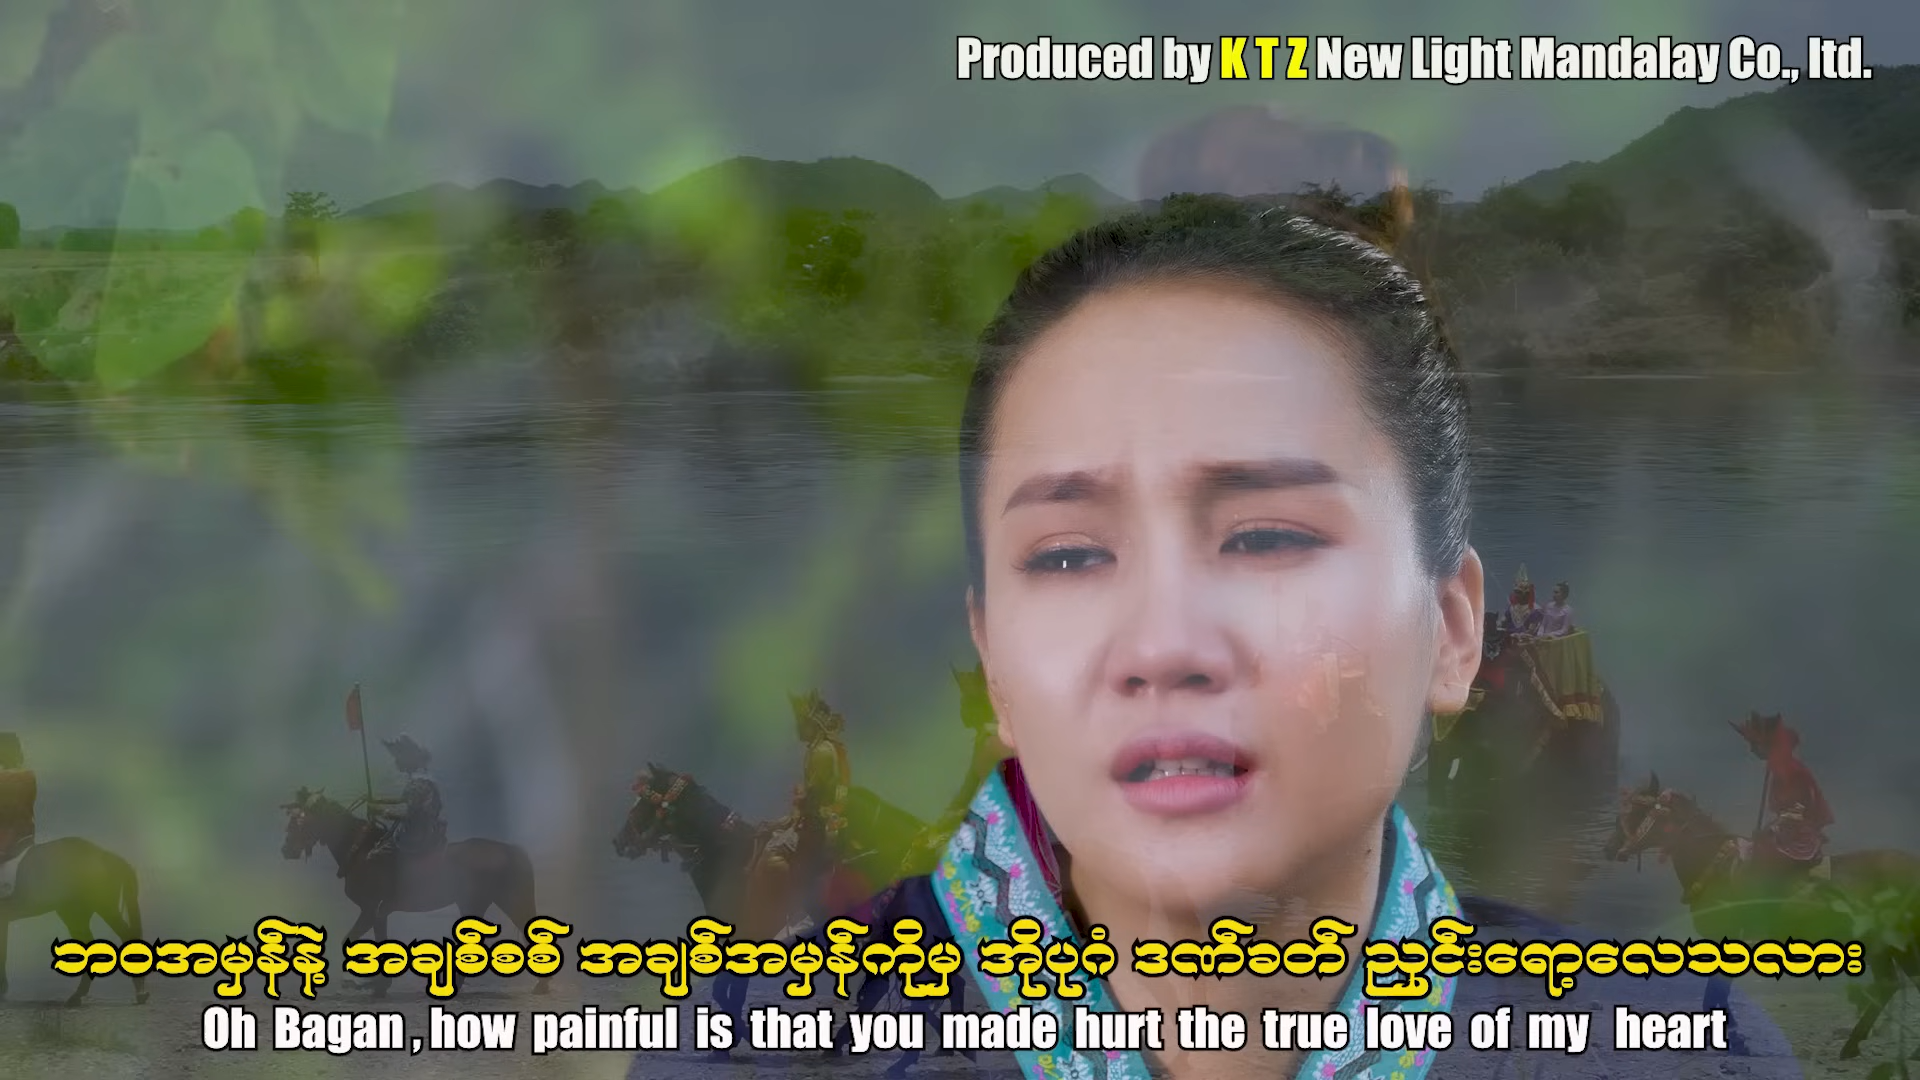 Produced by K T Z New Light Mandalay Co., ltd.
ဘဝအမှန်နဲ့ အချစ်စစ် အချစ်အမှန်ကိုမှ အိုပုဂံ ဒဏ်ခတ် ညှင်းရော့လေသလား
Oh Bagan , how painful is that you made hurt the true love of my heart